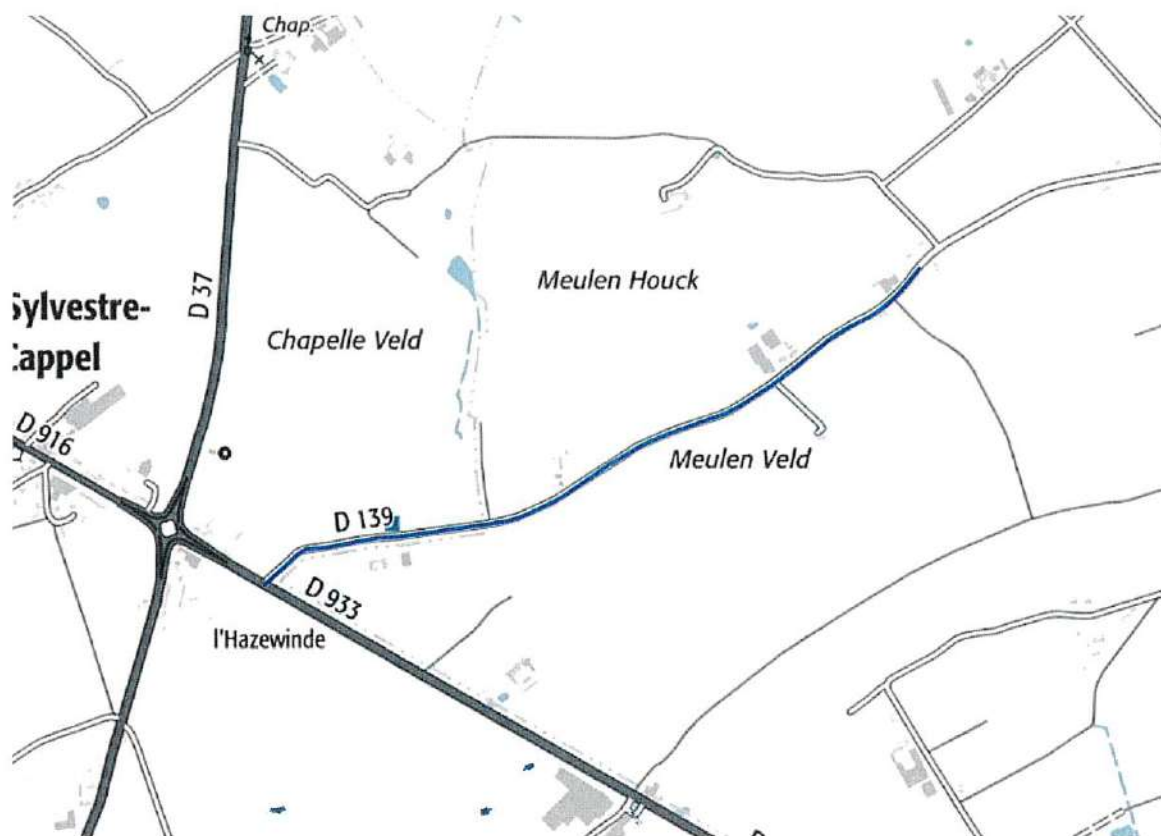 Chap.
D 37
Meulen Houck
Sylvestre-
Cappel
Chapelle Veld
D 916
Meulen Veld
D 139
D 933
l'Hazewinde